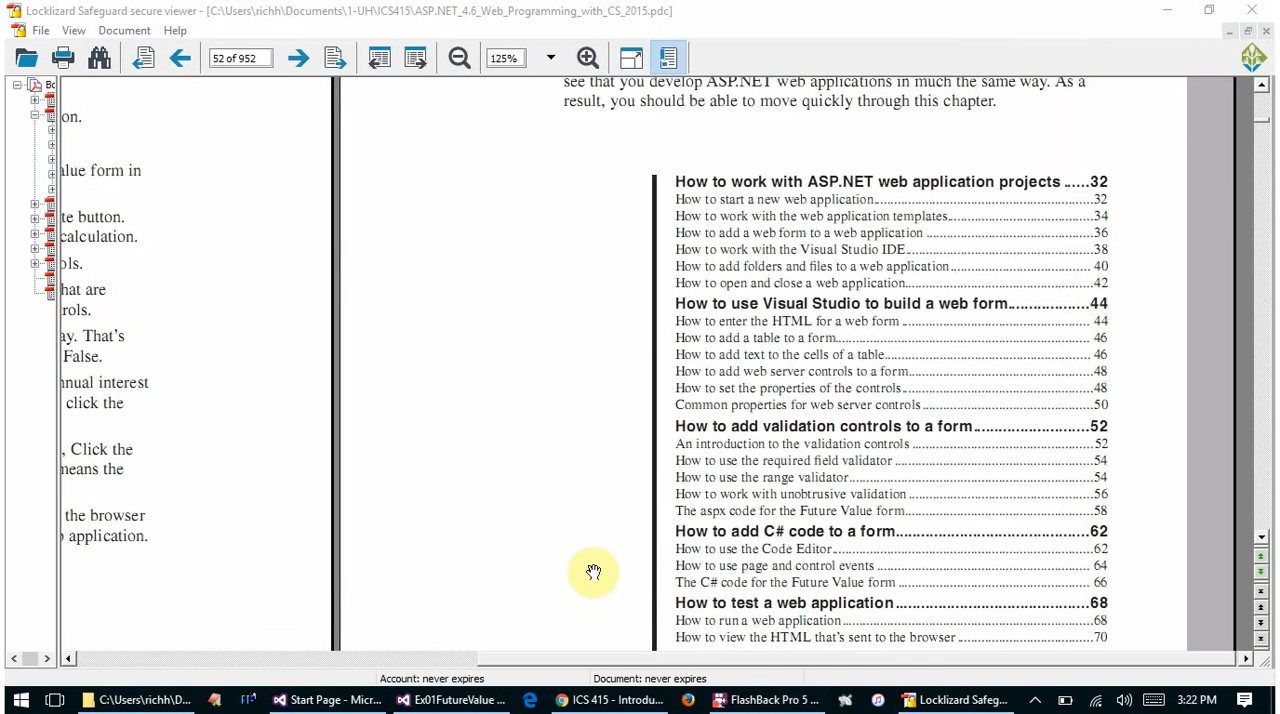 Locklizard Safeguard secure viewer - [C:\Users\richh\Documents\1-UH\ICS415\ASP.NET_4.6_Web_Programming_with_CS_2015.pdc]
File View Document Help
52 of 952
125%
Bc
on.
alue form in
te button.
calculation.
ols.
hat are
rols.
ay. That's
False.
nnual interest
click the
, Click the
means the
the browser
application.
see that you develop ASP.NET web applications in much the same way. As a
result, you should be able to move quickly through this chapter.
How to work with ASP.NET web application projects ......32
How to start a new web application 32
How to work with the web application templates 34
How to add a web form to a web application 36
How to work with the Visual Studio IDE 38
How to add folders and files to a web application 40
How to open and close a web application 42
How to use Visual Studio to build a web form 44
How to enter the HTML for a web form 44
How to add a table to a form 46
How to add text to the cells of a table 46
How to add web server controls to a form 48
How to set the properties of the controls 48
Common properties for web server controls 50
How to add validation controls to a form 52
An introduction to the validation controls 52
How to use the required field validator 54
How to use the range validator 54
How to work with unobtrusive validation 56
The aspx code for the Future Value form 58
How to add C# code to a form 62
How to use the Code Editor 62
How to use page and control events 64
The C# code for the Future Value form 66
How to test a web application 68
How to run a web application 68
How to view the HTML that's sent to the browser 70
Account: never expires
Document: never expires
C:\Users\richh\D...
Start Page - Micr...
Ex01FutureValue ...
ICS 415 - Introdu...
FlashBack Pro 5 ...
Locklizard Safeg...
3:22 PM